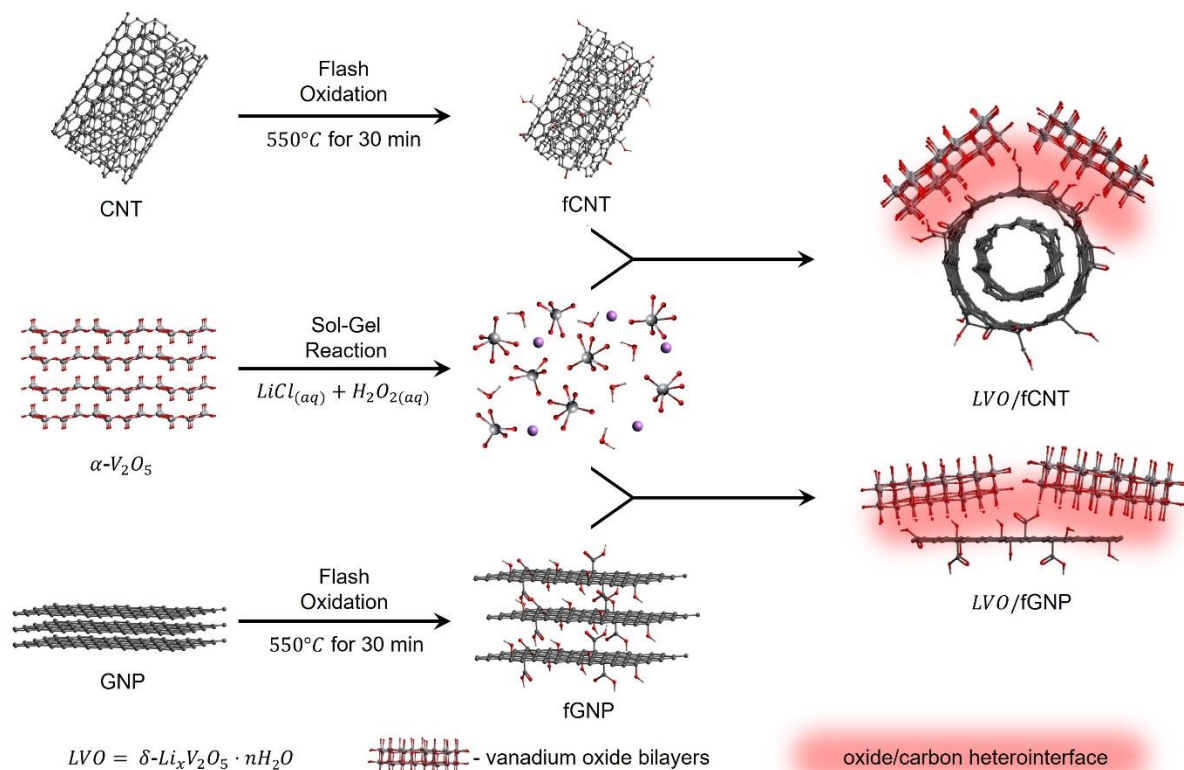 Flash
Oxidation
550°C for 30 min
CNT
fCNT
Sol-Gel
Reaction
LiCl(aq) + H2O2(aq)
α-V2O5
LVO/fCNT
Flash
Oxidation
550°C for 30 min
GNP
fGNP
LVO/fGNP
LVO = δ-LixV2O5 · nH2O
- vanadium oxide bilayers
oxide/carbon heterointerface